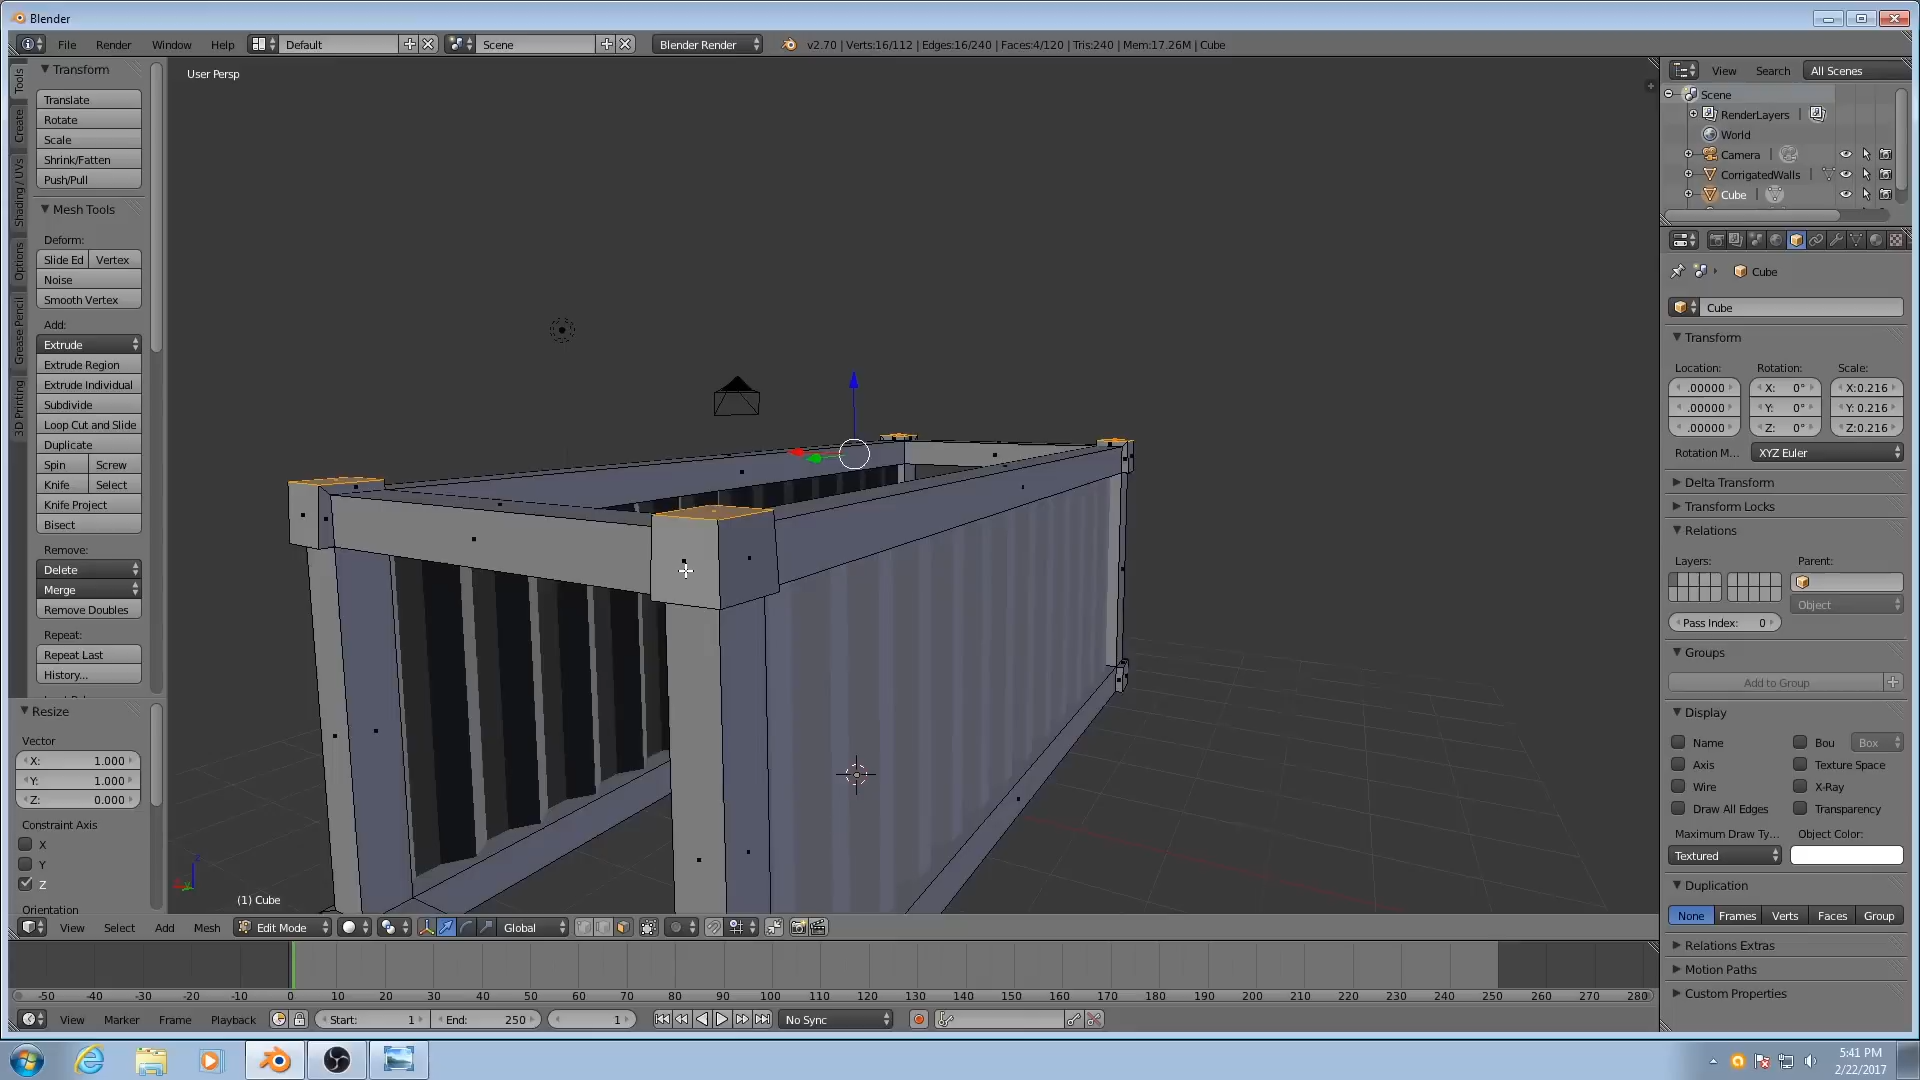 Blender
File Render Window Help Default Scene Blender Render v2.70 | Verts:16/112 | Edges:16/240 | Faces:4/120 | Tris:240 | Mem:17.26M | Cube
Tools
Create
Shading / UVs
Options
Grease Pencil
3D Printing
Transform
Translate
Rotate
Scale
Shrink/Fatten
Push/Pull
Mesh Tools
Deform:
Slide Ed Vertex
Noise
Smooth Vertex
Add:
Extrude
Extrude Region
Extrude Individual
Subdivide
Loop Cut and Slide
Duplicate
Spin Screw
Knife Select
Knife Project
Bisect
Remove:
Delete
Merge
Remove Doubles
Repeat:
Repeat Last
History...
Resize
Vector
X: 1.000
Y: 1.000
Z: 0.000
Constraint Axis
X
Y
Z
Orientation
User Persp
(1) Cube
View Select Add Mesh Edit Mode Global
-50 -40 -30 -20 -10 0 10 20 30 40 50 60 70 80 90 100 110 120 130 140 150 160 170 180 190 200 210 220 230 240 250 260 270 280
View Marker Frame Playback Start: 1 End: 250 1 No Sync
View Search All Scenes
Scene
RenderLayers
World
Camera
CorrigatedWalls
Cube
Cube
Cube
Transform
Location: Rotation: Scale:
.00000 X: 0° X:0.216
.00000 Y: 0° Y: 0.216
.00000 Z: 0° Z:0.216
Rotation M... XYZ Euler
Delta Transform
Transform Locks
Relations
Layers: Parent:
Object
Pass Index: 0
Groups
Add to Group
Display
Name Bou Box
Axis Texture Space
Wire X-Ray
Draw All Edges Transparency
Maximum Draw Ty... Object Color:
Textured
Duplication
None Frames Verts Faces Group
Relations Extras
Motion Paths
Custom Properties
5:41 PM
2/22/2017